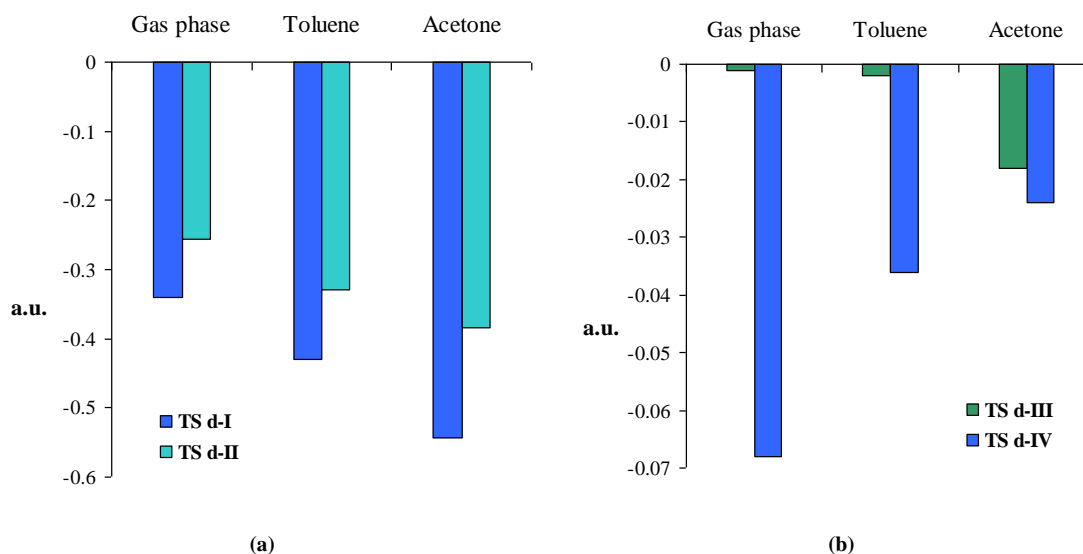 Gas phase Toluene Acetone
0
-0.1
-0.2
-0.3
a.u.
-0.4
-0.5
-0.6
TS d-I
TS d-II
(a)
Gas phase Toluene Acetone
0
-0.01
-0.02
-0.03
-0.04
a.u.
-0.05
-0.06
-0.07
TS d-III
TS d-IV
(b)